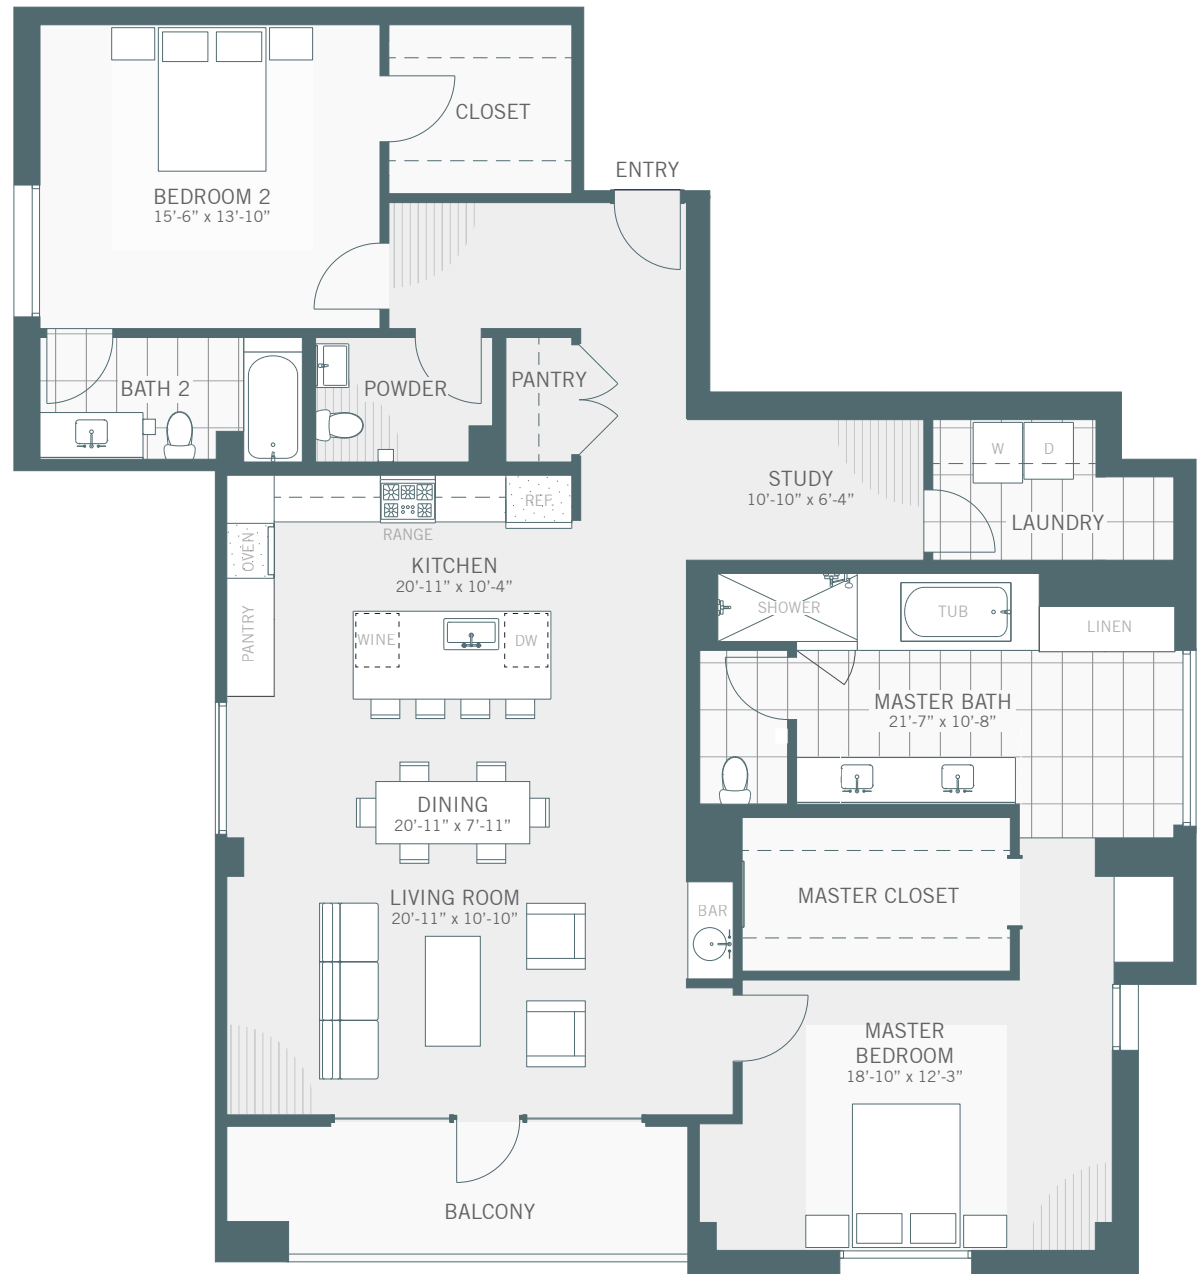 CLOSET
ENTRY
BEDROOM 2
15'-6" x 13'-10"
BATH 2
POWDER
PANTRY
W
D
STUDY
10'-10" x 6'-4"
LAUNDRY
REF.
RANGE
OVEN
KITCHEN
20'-11" x 10'-4"
SHOWER
TUB
LINEN
PANTRY
WINE
DW
MASTER BATH
21'-7" x 10'-8"
DINING
20'-11" x 7'-11"
LIVING ROOM
20'-11" x 10'-10"
MASTER CLOSET
BAR
MASTER
BEDROOM
18'-10" x 12'-3"
BALCONY